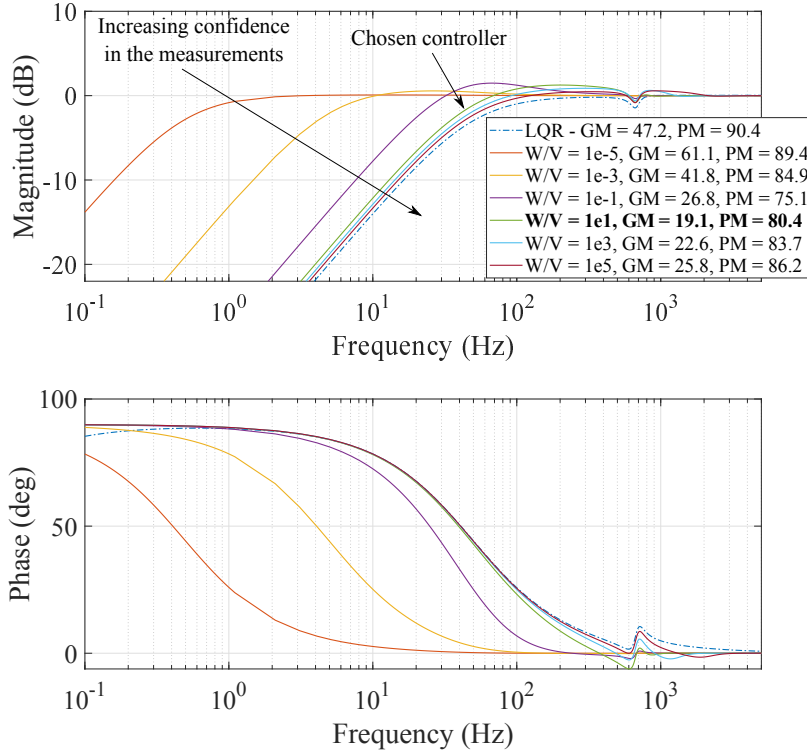 Increasing confidence
in the measurements
Chosen controller
Magnitude (dB)
0
-10
-20
LQR - GM = 47.2, PM = 90.4
W/V = 1e-5, GM = 61.1, PM = 89.4
W/V = 1e-3, GM = 41.8, PM = 84.9
W/V = 1e-1, GM = 26.8, PM = 75.1
W/V = 1e1, GM = 19.1, PM = 80.4
W/V = 1e3, GM = 22.6, PM = 83.7
W/V = 1e5, GM = 25.8, PM = 86.2
10⁻¹ 10⁰ 10¹ 10² 10³
Frequency (Hz)
Phase (deg)
100
50
0
10⁻¹ 10⁰ 10¹ 10² 10³
Frequency (Hz)